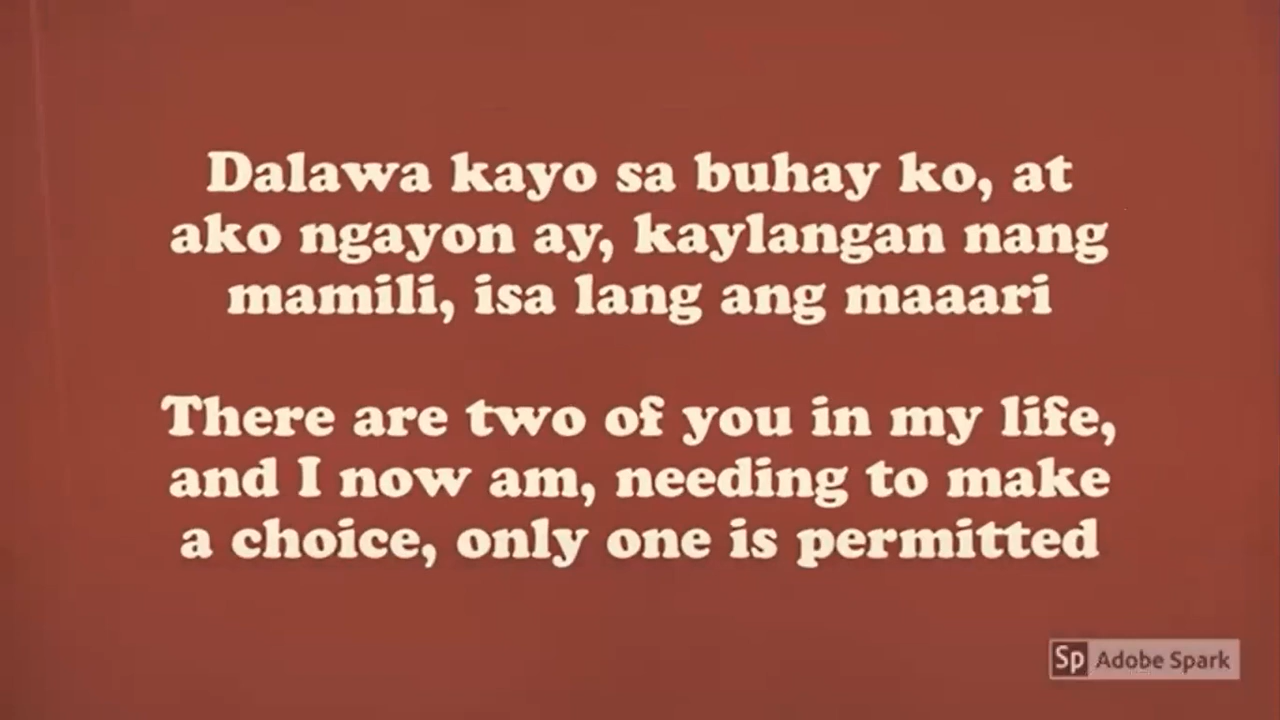 Dalawa kayo sa buhay ko, at
ako ngayon ay, kaylangan nang
mamili, isa lang ang maaari
There are two of you in my life,
and I now am, needing to make
a choice, only one is permitted
Sp Adobe Spark